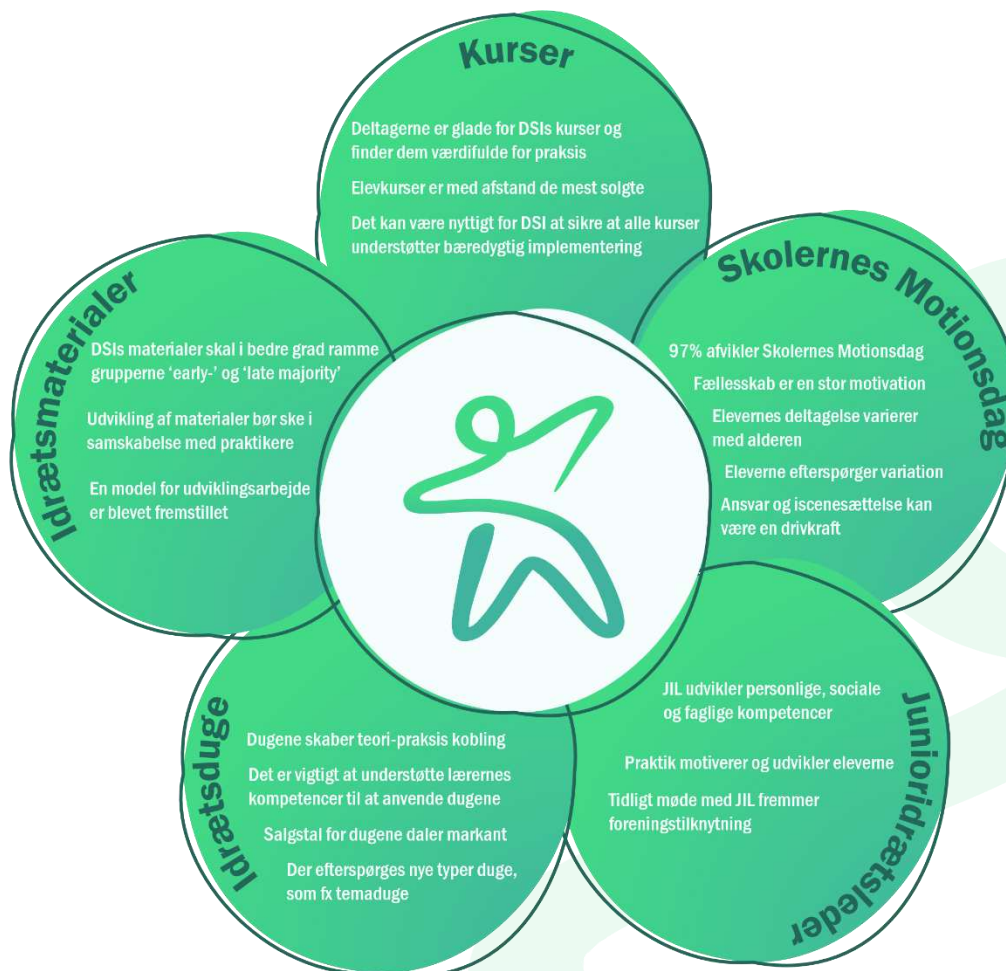 Kurser
Deltagerne er glade for DSIs kurser og
finder dem værdifulde for praksis
Elevkurser er med afstand de mest solgte
Det kan være nyttigt for DSI at sikre at alle kurser
understøtter bæredygtig implementering
Skolernes Motionsdag
97% afvikler Skolernes Motionsdag
Fællesskab er en stor motivation
Elevernes deltagelse varierer
med alderen
Eleverne efterspørger variation
Ansvar og iscenesættelse kan
være en drivkraft
Idrætsmaterialer
DSIs materialer skal i bedre grad ramme
grupperne ‘early-’ og ‘late majority’
Udvikling af materialer bør ske i
samskabelse med praktikere
En model for udviklingsarbejde
er blevet fremstillet
Idrætsduge
Dugene skaber teori-praksis kobling
Det er vigtigt at understøtte lærernes
kompetencer til at anvende dugene
Salgstal for dugene daler markant
Der efterspørges nye typer duge,
som fx temaduge
Junioridrætsleder
JIL udvikler personlige, sociale
og faglige kompetencer
Praktik motiverer og udvikler eleverne
Tidligt møde med JIL fremmer
foreningstilknytning